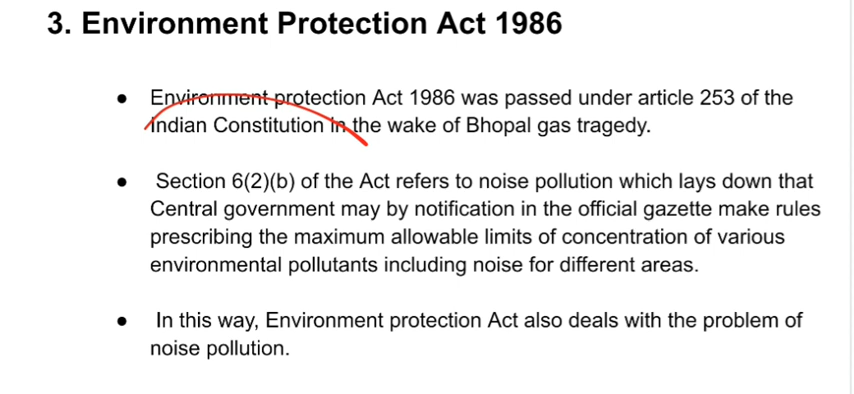 3. Environment Protection Act 1986
● Environment protection Act 1986 was passed under article 253 of the
Indian Constitution in the wake of Bhopal gas tragedy.
● Section 6(2)(b) of the Act refers to noise pollution which lays down that
Central government may by notification in the official gazette make rules
prescribing the maximum allowable limits of concentration of various
environmental pollutants including noise for different areas.
● In this way, Environment protection Act also deals with the problem of
noise pollution.